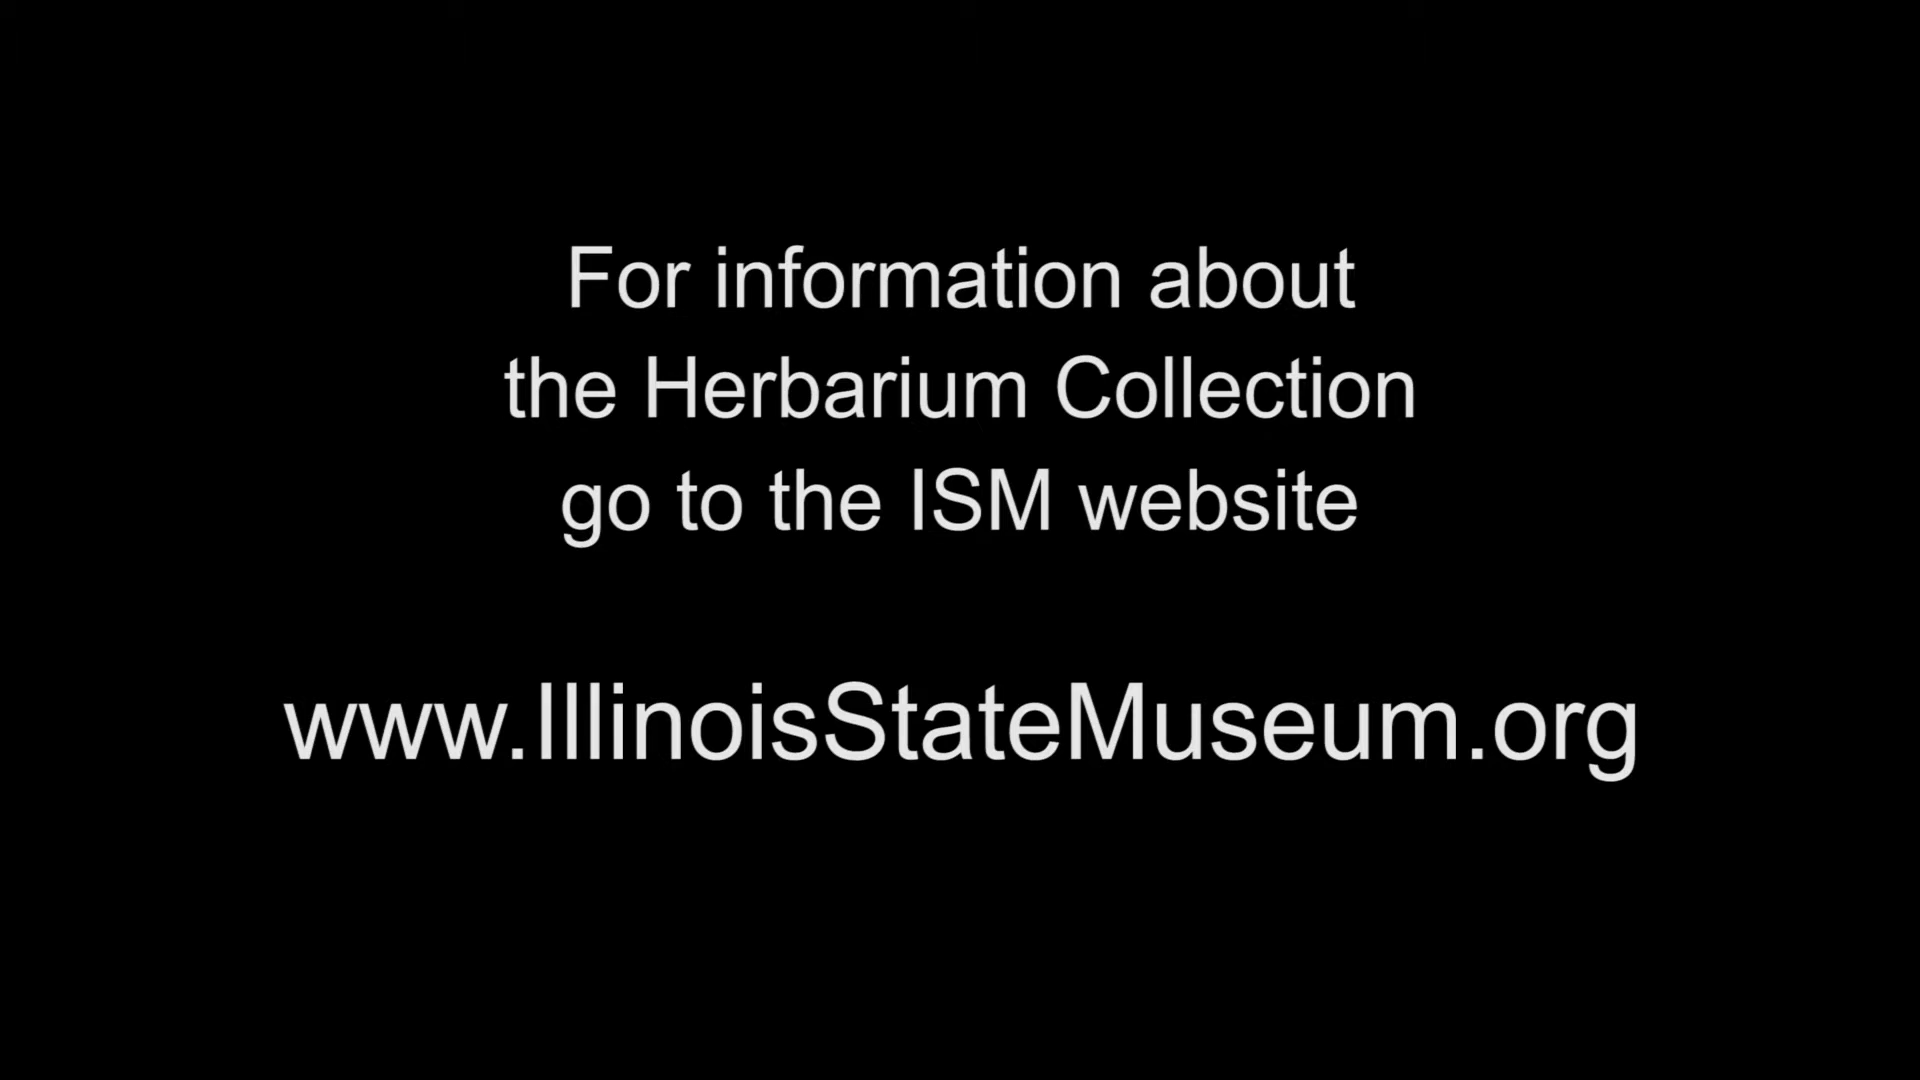 For information about
the Herbarium Collection
go to the ISM website
www.IllinoisStateMuseum.org